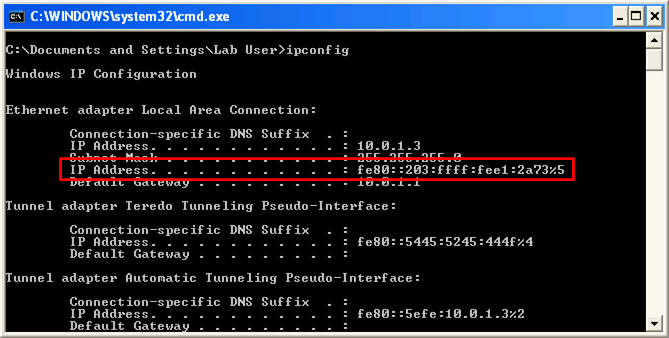 C:\WINDOWS\system32\cmd.exe
C:\Documents and Settings\Lab User>ipconfig
Windows IP Configuration
Ethernet adapter Local Area Connection:
Connection-specific DNS Suffix  . :
IP Address. . . . . . . . . . . . : 10.0.1.3
Subnet Mask . . . . . . . . . . . : 255.255.255.0
IP Address. . . . . . . . . . . . : fe80::203:ffff:fee1:2a73%5
Default Gateway . . . . . . . . . : 10.0.1.1
Tunnel adapter Teredo Tunneling Pseudo-Interface:
Connection-specific DNS Suffix  . :
IP Address. . . . . . . . . . . . : fe80::5445:5245:444f%4
Default Gateway . . . . . . . . . :
Tunnel adapter Automatic Tunneling Pseudo-Interface:
Connection-specific DNS Suffix  . :
IP Address. . . . . . . . . . . . : fe80::5efe:10.0.1.3%2
Default Gateway . . . . . . . . . :